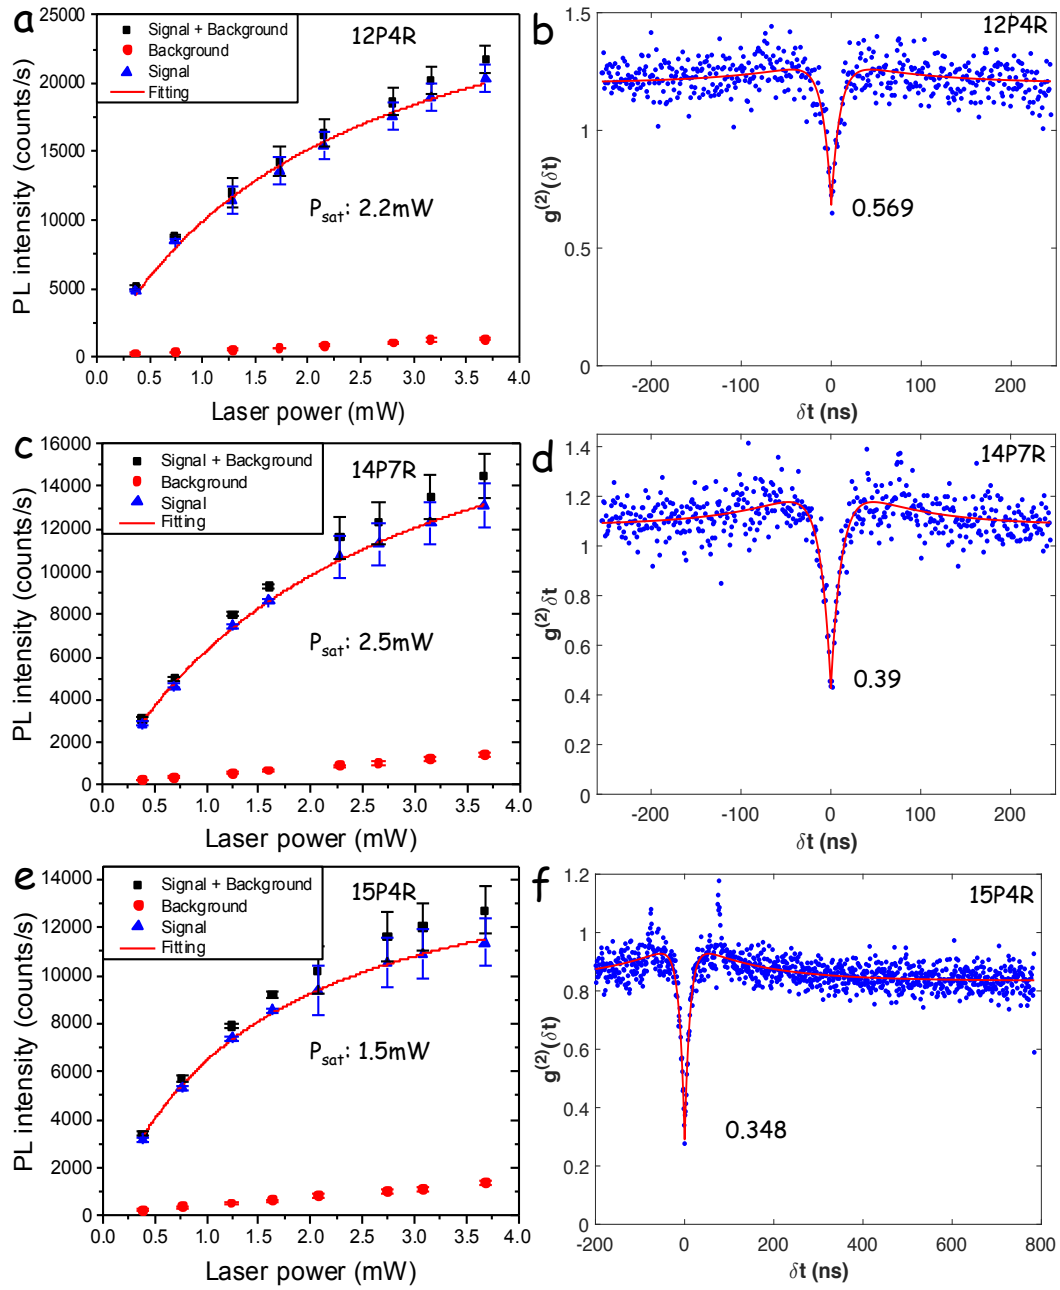 a
25000
20000
15000
10000
5000
0
PL intensity (counts/s)
Signal + Background
Background
Signal
Fitting
12P4R
P_sat: 2.2mW
0.0 0.5 1.0 1.5 2.0 2.5 3.0 3.5 4.0
Laser power (mW)
b
1.5
1
0.5
0
g^(2)(δt)
12P4R
0.569
-200 -100 0 100 200
δt (ns)
c
16000
14000
12000
10000
8000
6000
4000
2000
0
PL intensity (counts/s)
Signal + Background
Background
Signal
Fitting
14P7R
P_sat: 2.5mW
0.0 0.5 1.0 1.5 2.0 2.5 3.0 3.5 4.0
Laser power (mW)
d
1.4
1.2
1
0.8
0.6
0.4
0.2
0
g^(2)δt
14P7R
0.39
-200 -100 0 100 200
δt (ns)
e
14000
12000
10000
8000
6000
4000
2000
0
PL intensity (counts/s)
Signal + Background
Background
Signal
Fitting
15P4R
P_sat: 1.5mW
0.0 0.5 1.0 1.5 2.0 2.5 3.0 3.5 4.0
Laser power (mW)
f
1.2
1
0.8
0.6
0.4
0.2
0
g^(2)(δt)
15P4R
0.348
-200 0 200 400 600 800
δt (ns)